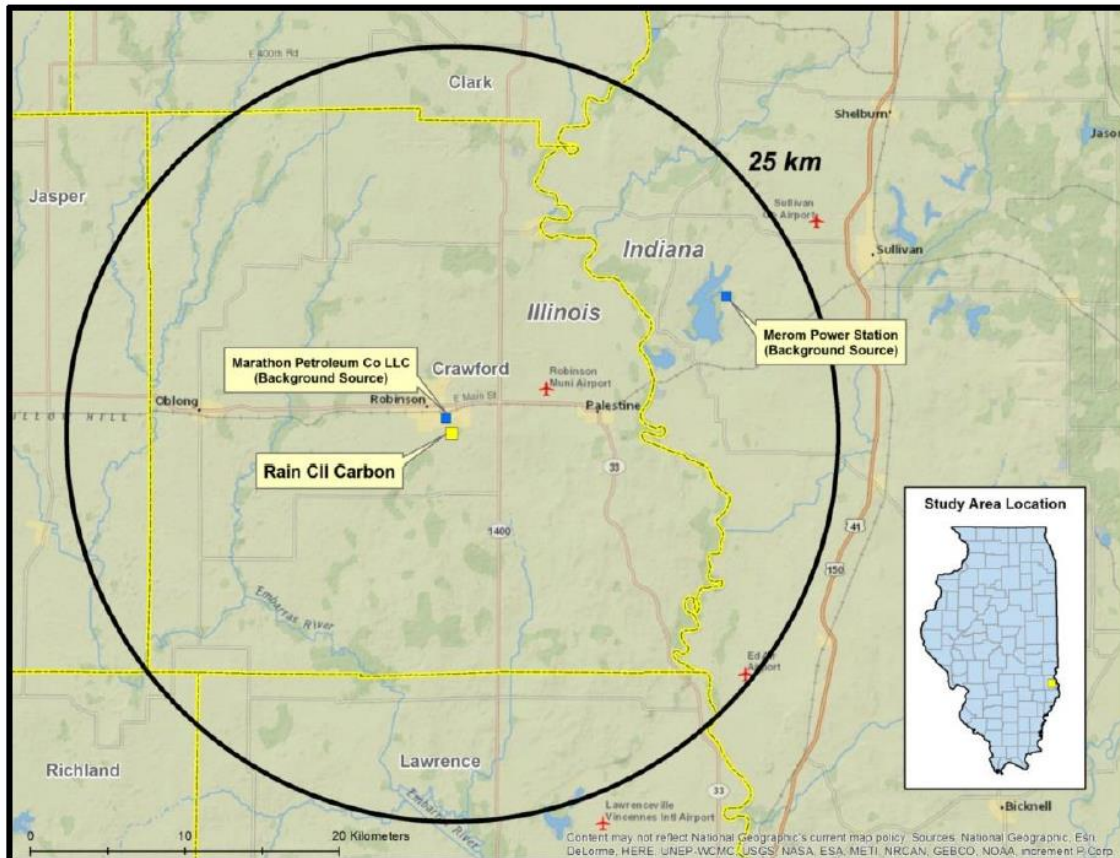 E 400th Rd
Clark
Shelburn
Jason
25 km
Jasper
Sullivan
Airport
Indiana
Sullivan
Illinois
Merom Power Station
(Background Source)
Marathon Petroleum Co LLC
(Background Source)
Crawford
Robinson
Muni Airport
E Main St
Oblong
Robinson
Palestine
HILL
Rain CII Carbon
33
Study Area Location
1400
41
150
Embarras River
Airport
Lawrence
Richland
33
Lawrenceville
Vincennes Intl Airport
Bicknell
Embarras River
0 10 20 Kilometers
Content may not reflect National Geographic's current map policy. Sources: National Geographic, Esri,
DeLorme, HERE, UNEP-WCMC, USGS, NASA, ESA, METI, NRCAN, GEBCO, NOAA, increment P Corp.